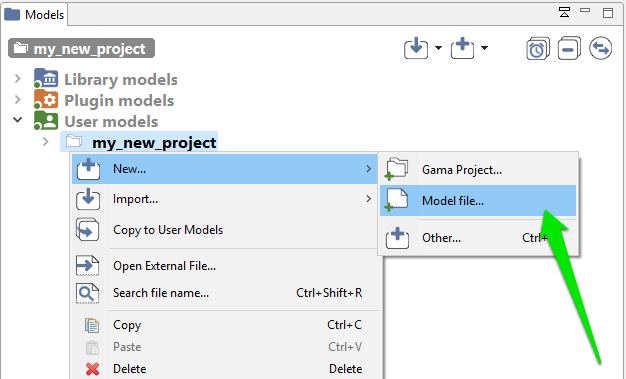 Models
my_new_project
Library models
Plugin models
User models
my_new_project
New...
Import...
Copy to User Models
Open External File...
Search file name... Ctrl+Shift+R
Copy Ctrl+C
Paste Ctrl+V
Delete Delete
Gama Project...
Model file...
Other... Ctrl+